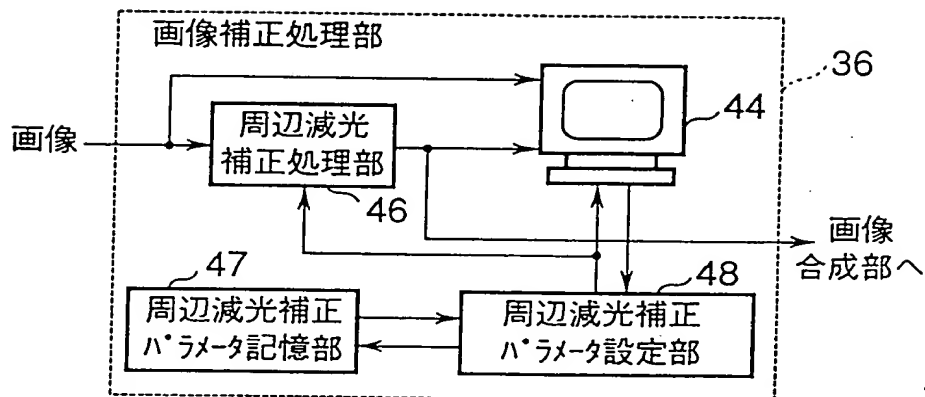 画像補正処理部
36
44
画像
周辺減光
補正処理部
46
画像
合成部へ
47
48
周辺減光補正
パラメータ記憶部
周辺減光補正
パラメータ設定部